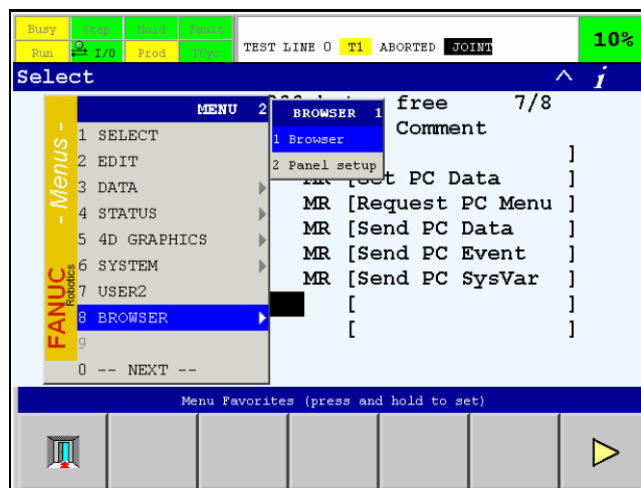 Busy Step Hold Fault
Run I/O Prod TCyc
TEST LINE 0 T1 ABORTED JOINT
10%
Select
i
free 7/8
Comment
FANUC Robotics - Menus -
MENU 2
1 SELECT
2 EDIT
3 DATA
4 STATUS
5 4D GRAPHICS
6 SYSTEM
7 USER2
8 BROWSER
9
0 -- NEXT --
BROWSER 1
1 Browser
2 Panel setup
]
MR [Get PC Data ]
MR [Request PC Menu ]
MR [Send PC Data ]
MR [Send PC Event ]
MR [Send PC SysVar ]
[ ]
[ ]
Menu Favorites (press and hold to set)